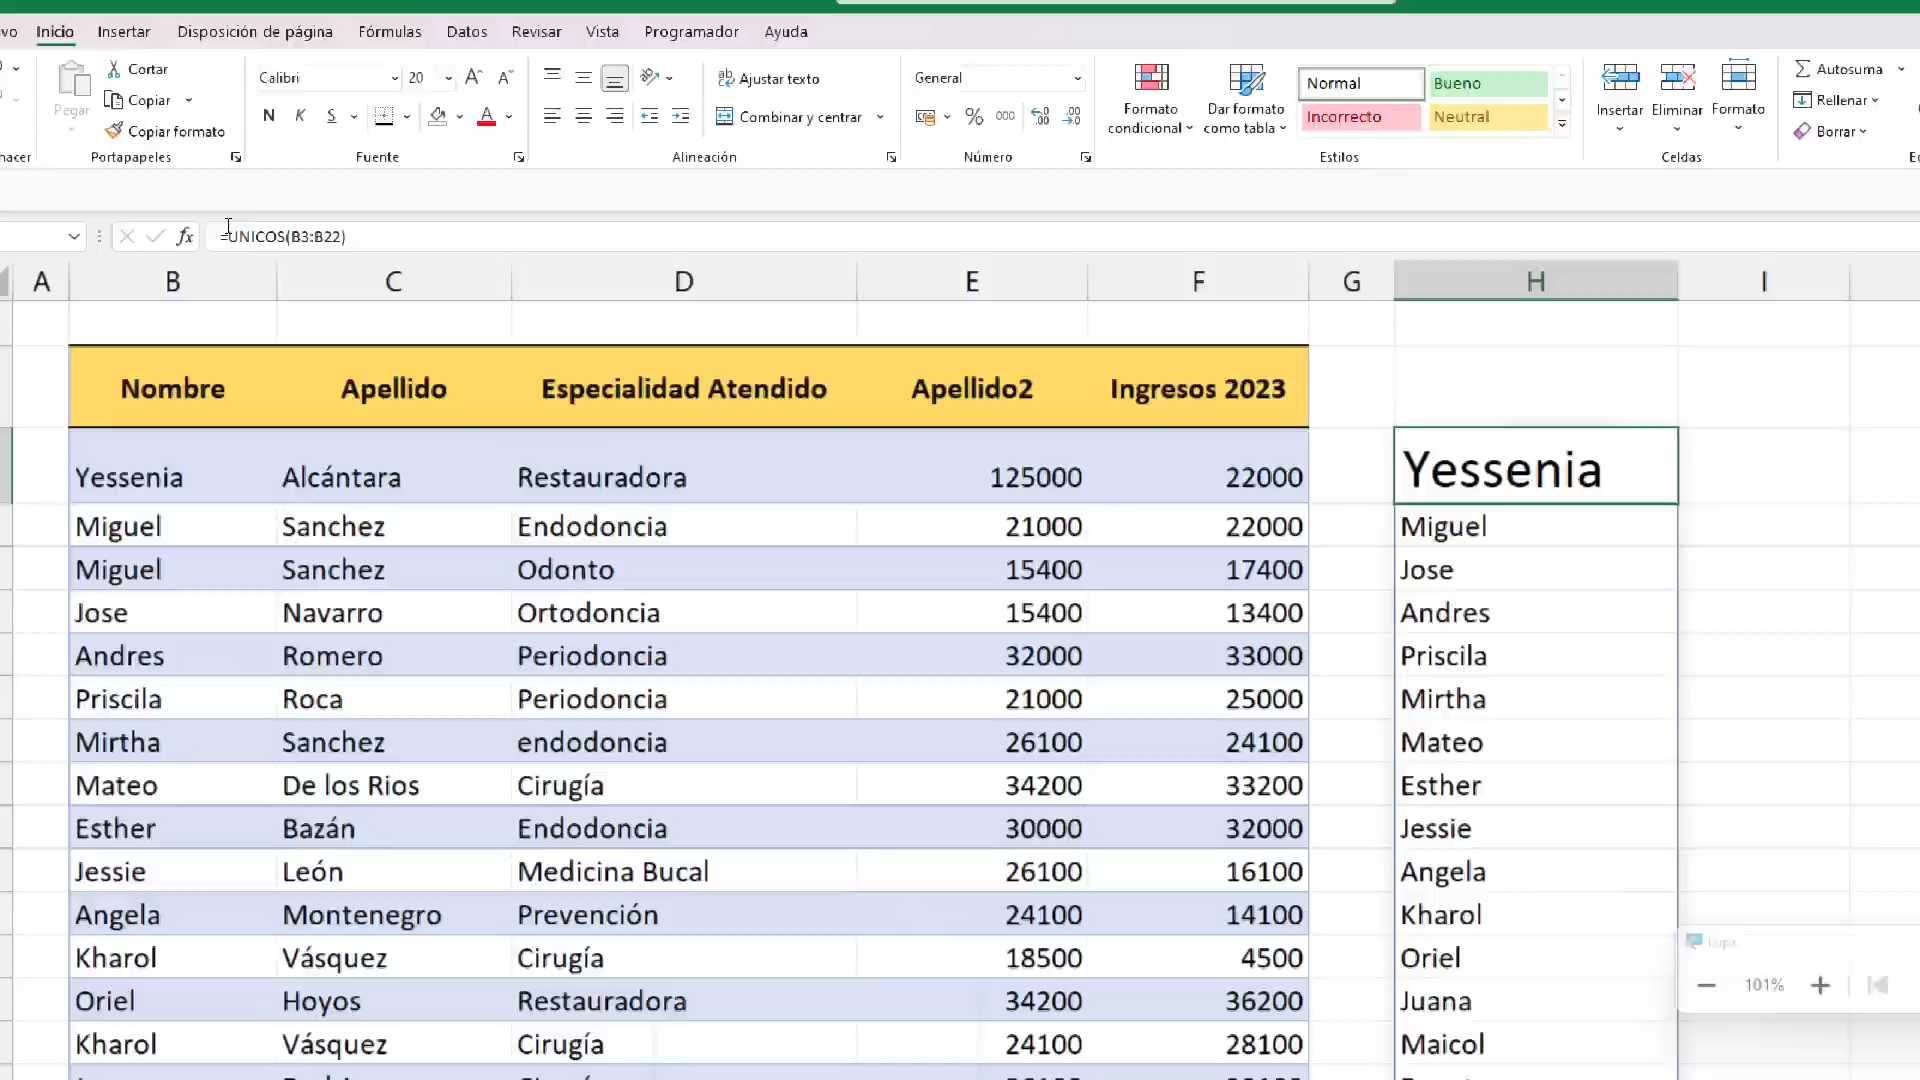 Inicio Insertar Disposición de página Fórmulas Datos Revisar Vista Programador Ayuda
Pegar
Cortar
Copiar
Copiar formato
Portapapeles
Calibri 20
N K S
Fuente
Ajustar texto
Combinar y centrar
Alineación
General
% 000
Número
Formato condicional
Dar formato como tabla
Normal Bueno
Incorrecto Neutral
Estilos
Insertar Eliminar Formato
Celdas
Autosuma
Rellenar
Borrar
fx =UNICOS(B3:B22)
A B C D E F G H I
Nombre Apellido Especialidad Atendido Apellido2 Ingresos 2023
Yessenia Alcántara Restauradora 125000 22000 Yessenia
Miguel Sanchez Endodoncia 21000 22000 Miguel
Miguel Sanchez Odonto 15400 17400 Jose
Jose Navarro Ortodoncia 15400 13400 Andres
Andres Romero Periodoncia 32000 33000 Priscila
Priscila Roca Periodoncia 21000 25000 Mirtha
Mirtha Sanchez endodoncia 26100 24100 Mateo
Mateo De los Rios Cirugía 34200 33200 Esther
Esther Bazán Endodoncia 30000 32000 Jessie
Jessie León Medicina Bucal 26100 16100 Angela
Angela Montenegro Prevención 24100 14100 Kharol
Kharol Vásquez Cirugía 18500 4500 Oriel
Oriel Hoyos Restauradora 34200 36200 Juana
Kharol Vásquez Cirugía 24100 28100 Maicol
Lupa
101%